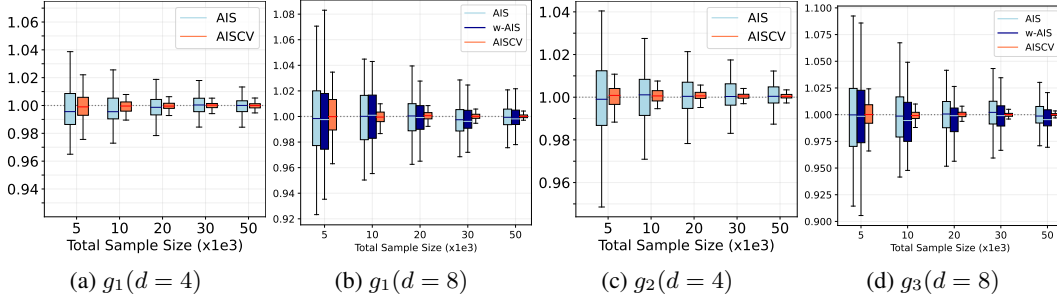 1.06
1.04
1.02
1.00
0.98
0.96
0.94
AIS
AISCV
5 10 20 30 50
Total Sample Size (x1e3)
(a) g₁(d = 4)
1.08
1.06
1.04
1.02
1.00
0.98
0.96
0.94
0.92
AIS
w-AIS
AISCV
5 10 20 30 50
Total Sample Size (x1e3)
(b) g₁(d = 8)
1.04
1.02
1.00
0.98
0.96
AIS
AISCV
5 10 20 30 50
Total Sample Size (x1e3)
(c) g₂(d = 4)
1.100
1.075
1.050
1.025
1.000
0.975
0.950
0.925
0.900
AIS
w-AIS
AISCV
5 10 20 30 50
Total Sample Size (x1e3)
(d) g₃(d = 8)